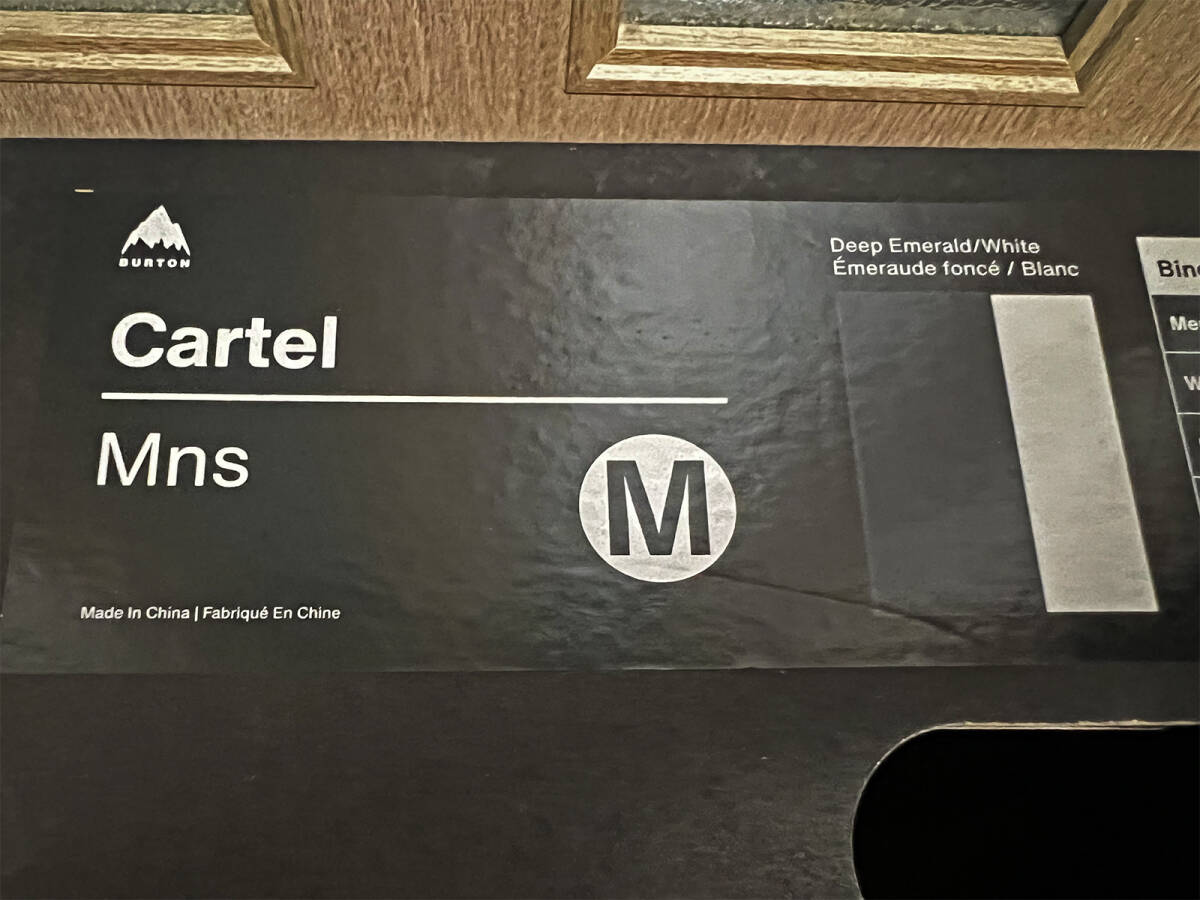 BURTON
Cartel
Mns
M
Made In China | Fabriqué En Chine
Deep Emerald/White
Émeraude foncé / Blanc